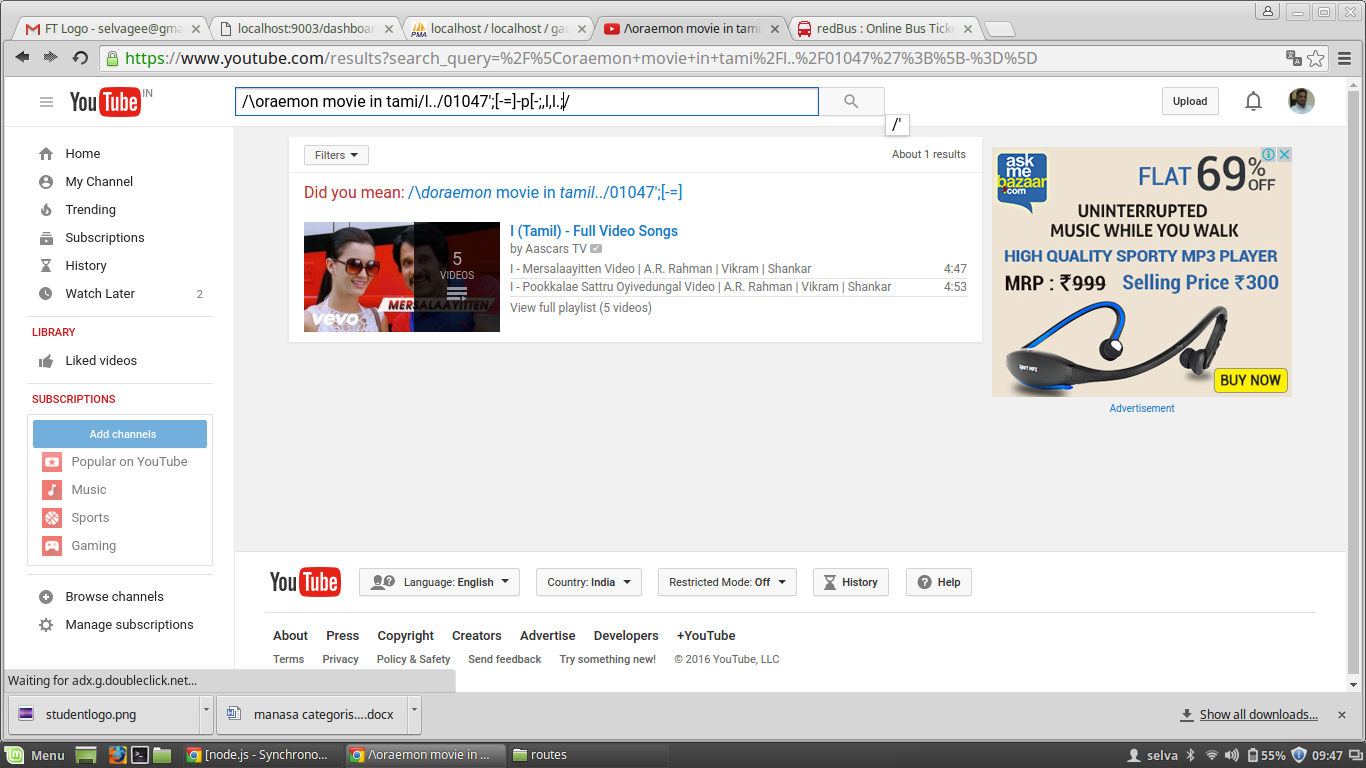 FT Logo - selvagee@gma
localhost:9003/dashboar
localhost / localhost / ga
/\oraemon movie in tami
redBus : Online Bus Ticke
https://www.youtube.com/results?search_query=%2F%5Coraemon+movie+in+tami%2Fl..%2F01047%27%3B%5B-%3D%5D
YouTube IN
/\oraemon movie in tami/l../01047';[-=]-p[-;,l,l.;/
/'
Upload
Home
My Channel
Trending
Subscriptions
History
Watch Later 2
LIBRARY
Liked videos
SUBSCRIPTIONS
Add channels
Popular on YouTube
Music
Sports
Gaming
Browse channels
Manage subscriptions
Filters
About 1 results
Did you mean: /\doraemon movie in tamil../01047';[-=]
5
VIDEOS
MERSALAAYITTEN
vevo
I (Tamil) - Full Video Songs
by Aascars TV
I - Mersalaayitten Video | A.R. Rahman | Vikram | Shankar 4:47
I - Pookkalae Sattru Oyivedungal Video | A.R. Rahman | Vikram | Shankar 4:53
View full playlist (5 videos)
ask
me
bazaar
.com
FLAT 69% OFF
UNINTERRUPTED
MUSIC WHILE YOU WALK
HIGH QUALITY SPORTY MP3 PLAYER
MRP : ₹999 Selling Price ₹300
Sport MP3
BUY NOW
Advertisement
YouTube
Language: English
Country: India
Restricted Mode: Off
History
Help
About Press Copyright Creators Advertise Developers +YouTube
Terms Privacy Policy & Safety Send feedback Try something new! © 2016 YouTube, LLC
Waiting for adx.g.doubleclick.net...
studentlogo.png
manasa categoris....docx
Show all downloads...
Menu
[node.js - Synchrono...
/\oraemon movie in ...
routes
selva
55%
09:47